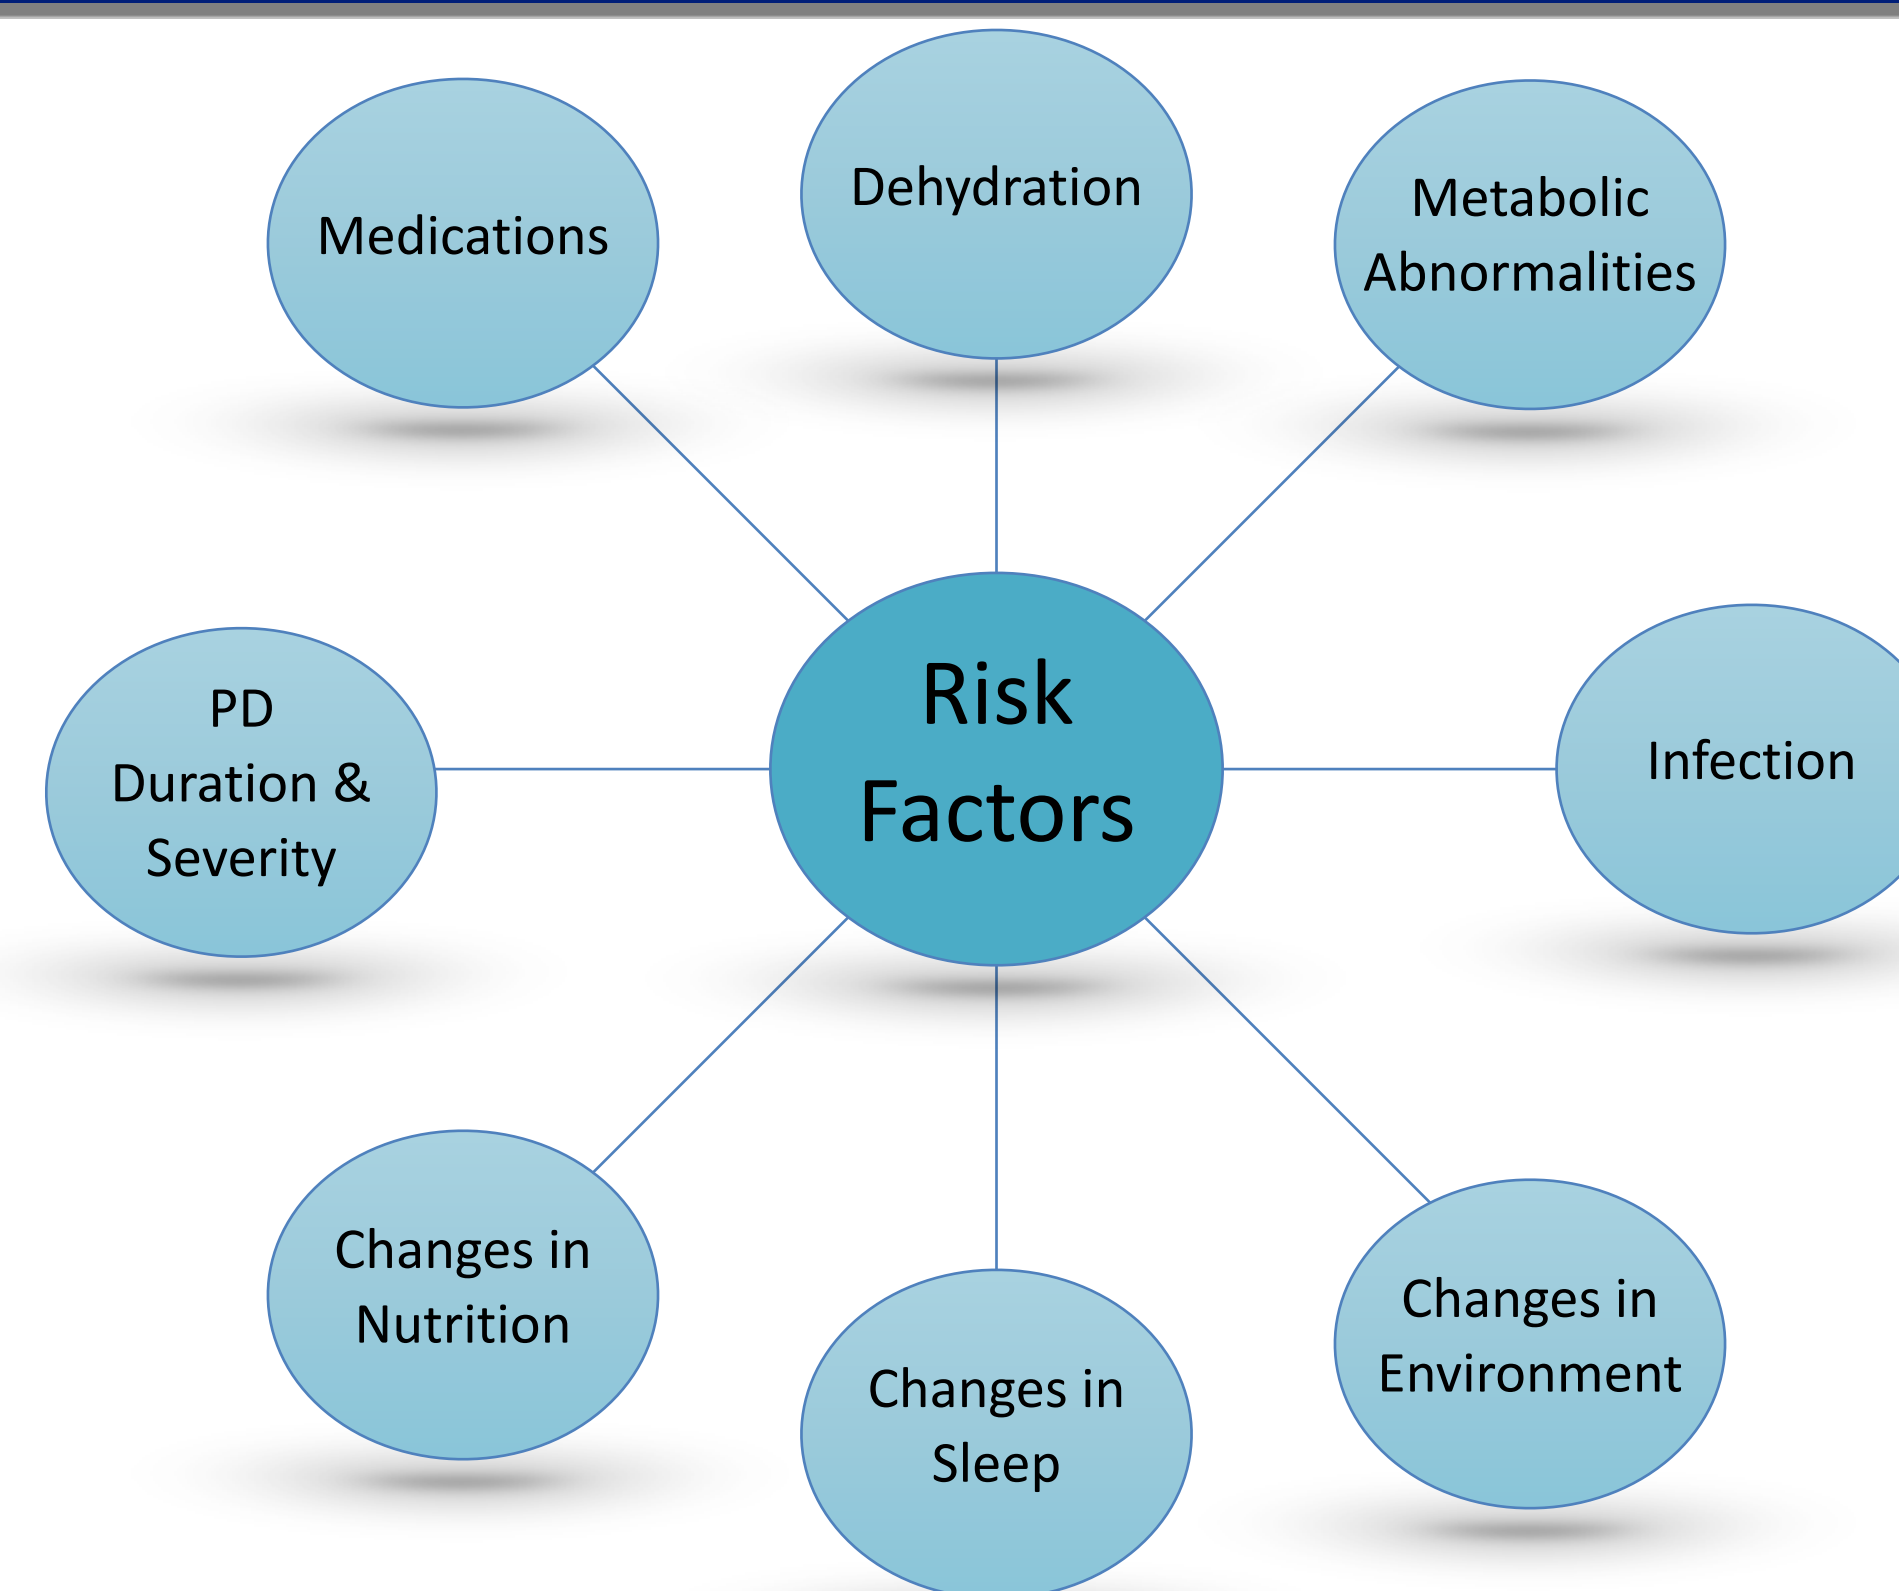 Dehydration
Medications
Metabolic
Abnormalities
Risk
Factors
PD
Duration &
Severity
Infection
Changes in
Nutrition
Changes in
Sleep
Changes in
Environment